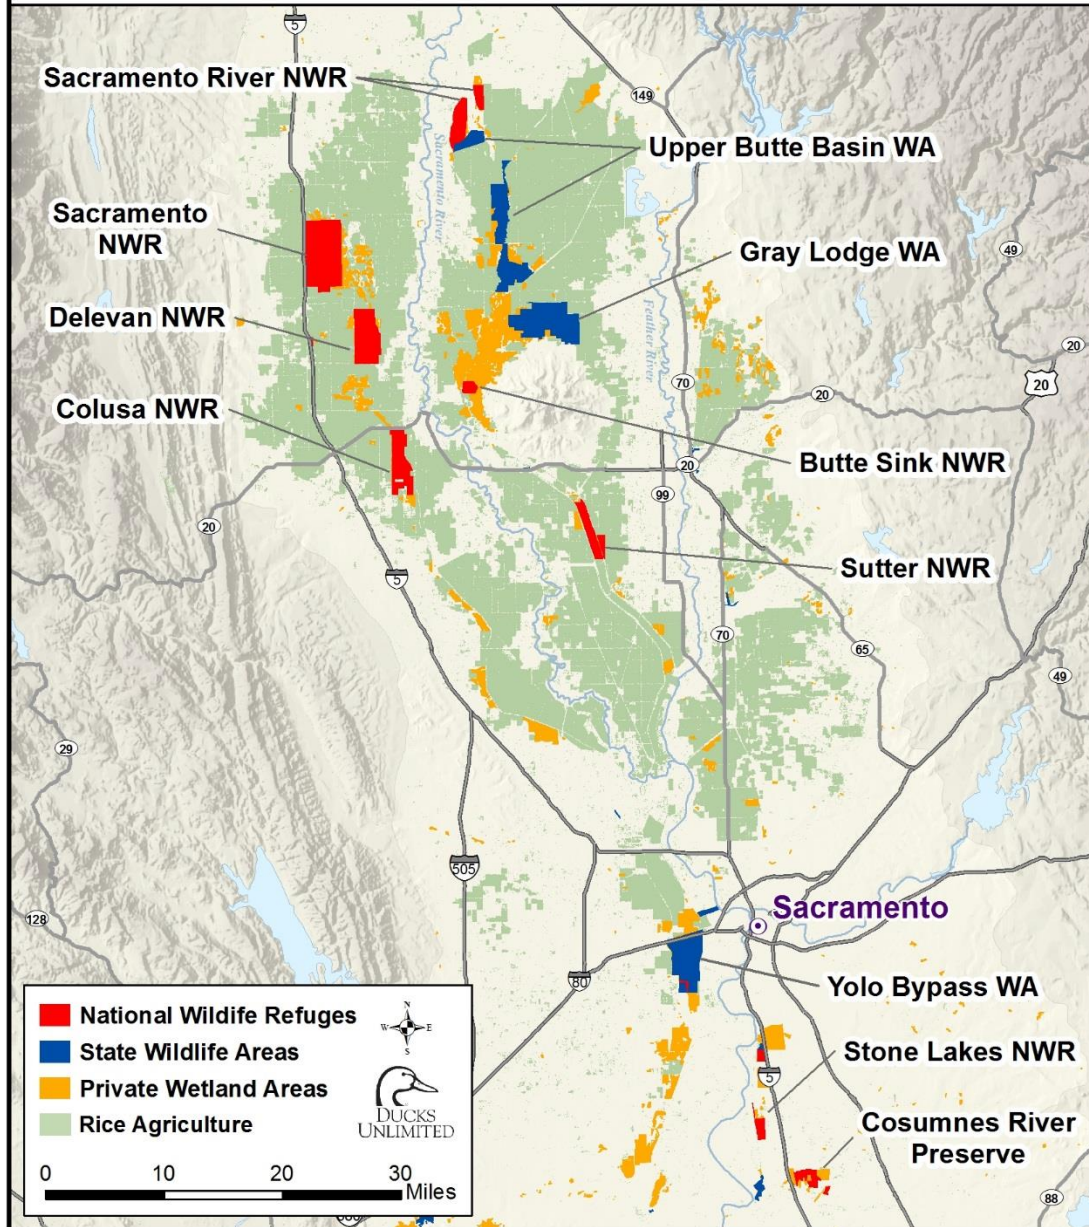 5
149
Sacramento River NWR
Upper Butte Basin WA
Sacramento River
Sacramento
NWR
49
Gray Lodge WA
Delevan NWR
Feather River
20
70
20
20
Colusa NWR
Butte Sink NWR
20
99
20
Sutter NWR
5
70
65
49
29
505
128
Sacramento
80
Yolo Bypass WA
Stone Lakes NWR
5
Cosumnes River
Preserve
88
National Wildife Refuges
State Wildlife Areas
Private Wetland Areas
Rice Agriculture
N
W E
S
DUCKS
UNLIMITED
0 10 20 30
Miles